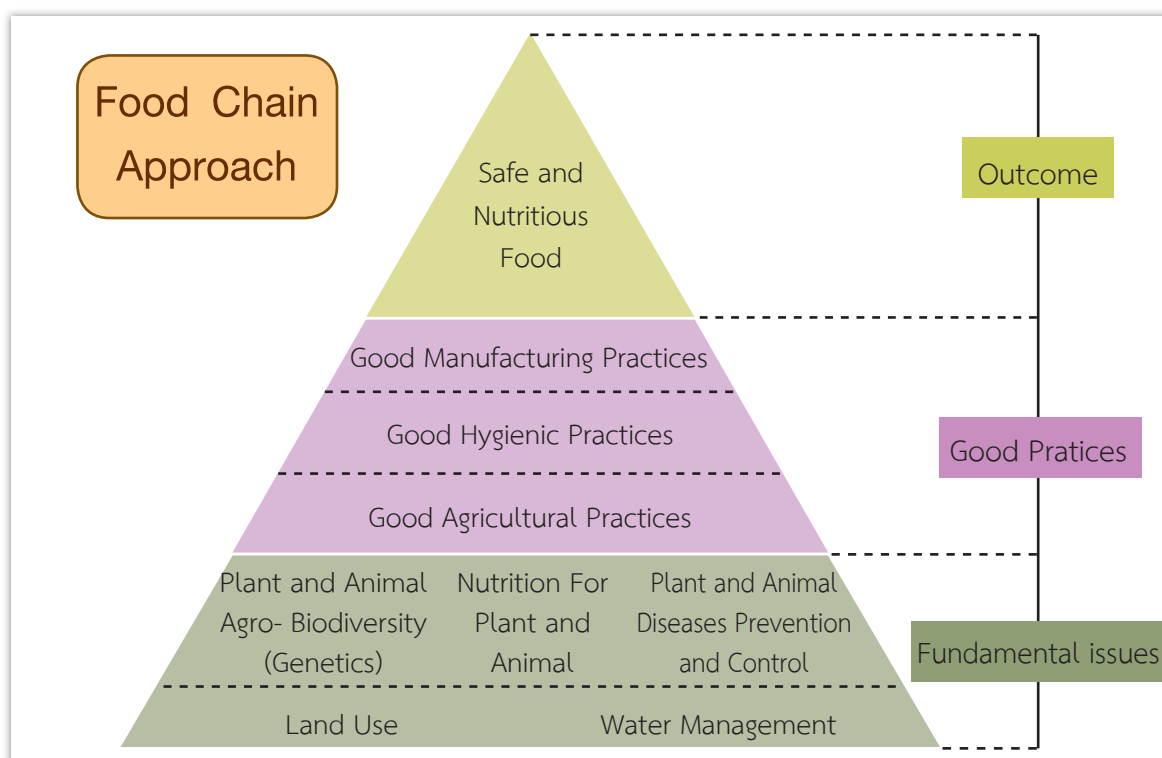 Food Chain
Approach
Safe and
Nutritious
Food
Outcome
Good Manufacturing Practices
Good Hygienic Practices
Good Agricultural Practices
Good Pratices
Plant and Animal
Agro- Biodiversity
(Genetics)
Nutrition For
Plant and
Animal
Plant and Animal
Diseases Prevention
and Control
Land Use
Water Management
Fundamental issues